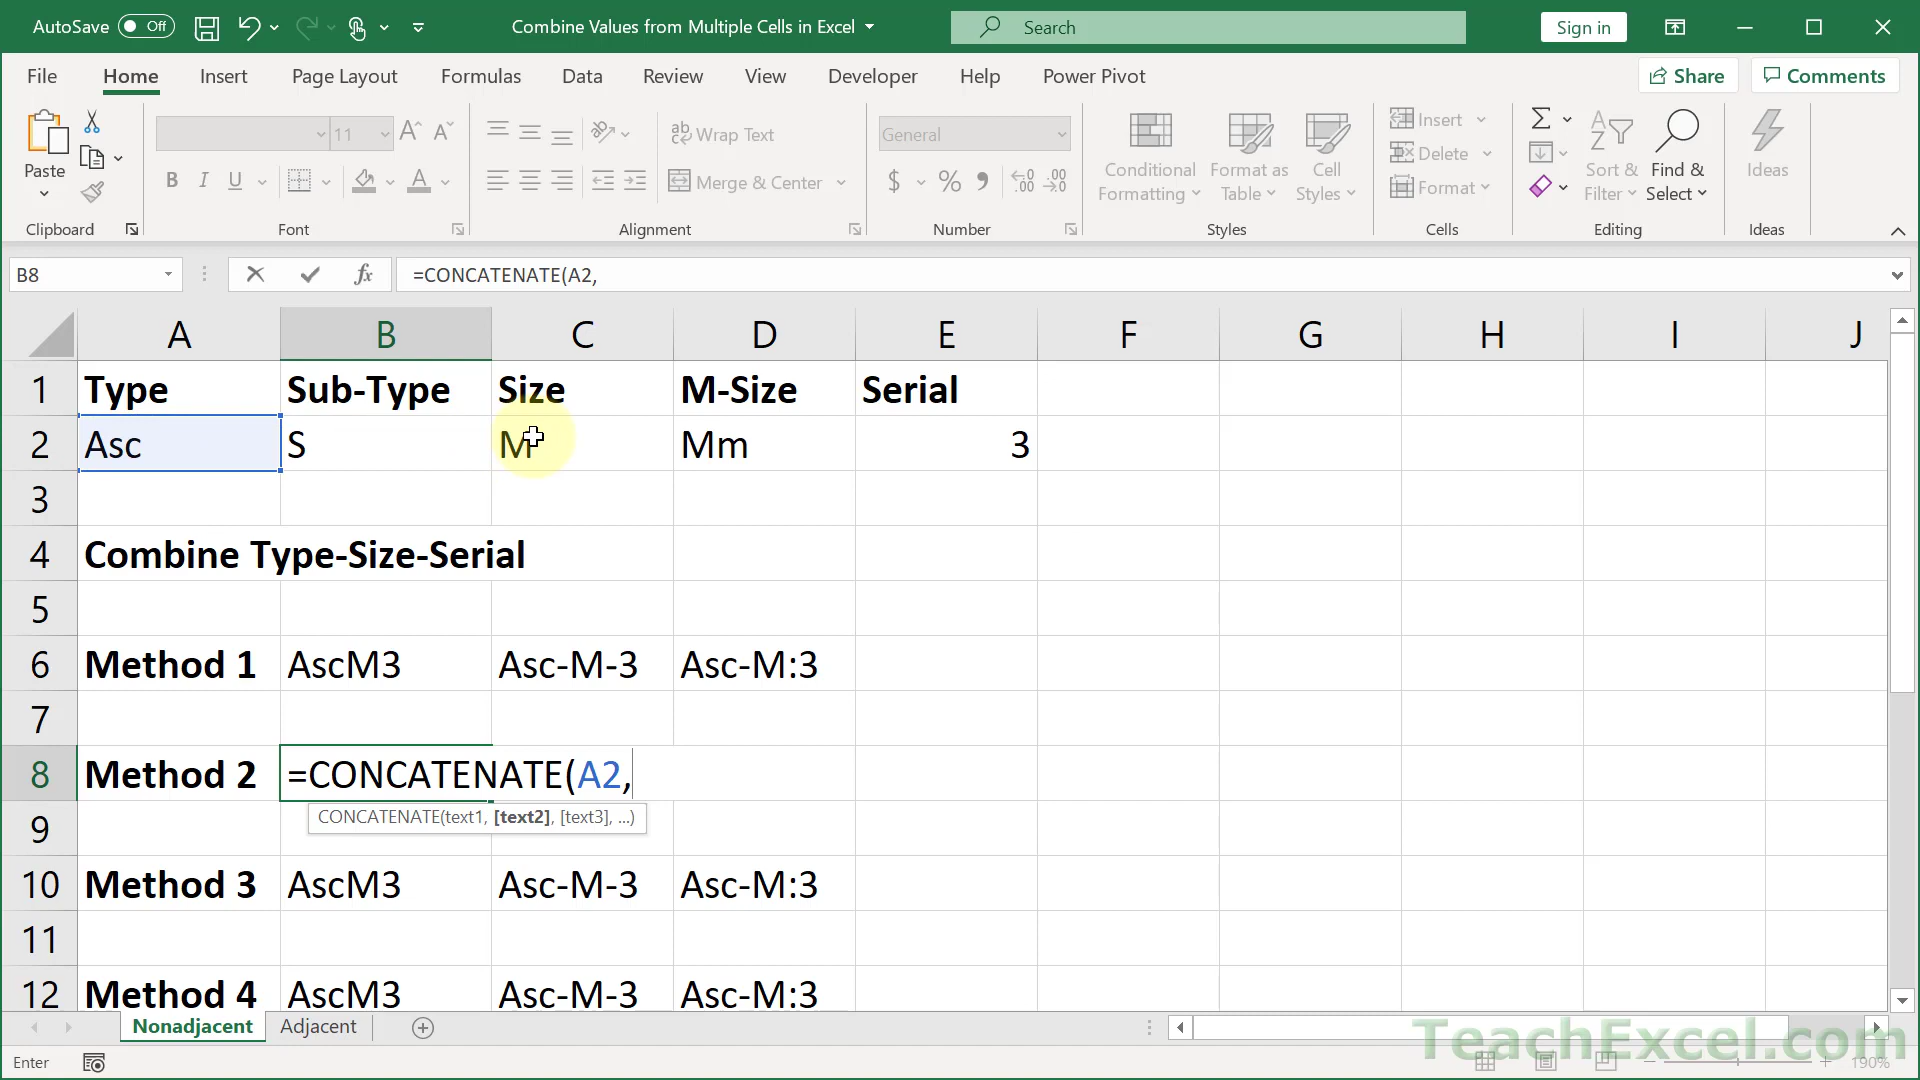 AutoSave Off Combine Values from Multiple Cells in Excel Search Sign in
File Home Insert Page Layout Formulas Data Review View Developer Help Power Pivot Share Comments
Paste 11 Wrap Text General Conditional Formatting Format as Table Cell Styles Insert Sort & Filter Find & Select Ideas
B I U A Merge & Center $ % Delete
Format
Clipboard Font Alignment Number Styles Cells Editing Ideas
B8 fx =CONCATENATE(A2,
A B C D E F G H I J
1 Type Sub-Type Size M-Size Serial
2 Asc S M Mm 3
3
4 Combine Type-Size-Serial
5
6 Method 1 AscM3 Asc-M-3 Asc-M:3
7
8 Method 2 =CONCATENATE(A2,
CONCATENATE(text1, [text2], [text3], ...)
9
10 Method 3 AscM3 Asc-M-3 Asc-M:3
11
12 Method 4 AscM3 Asc-M-3 Asc-M:3
Nonadjacent Adjacent
TeachExcel.com
Enter 190%